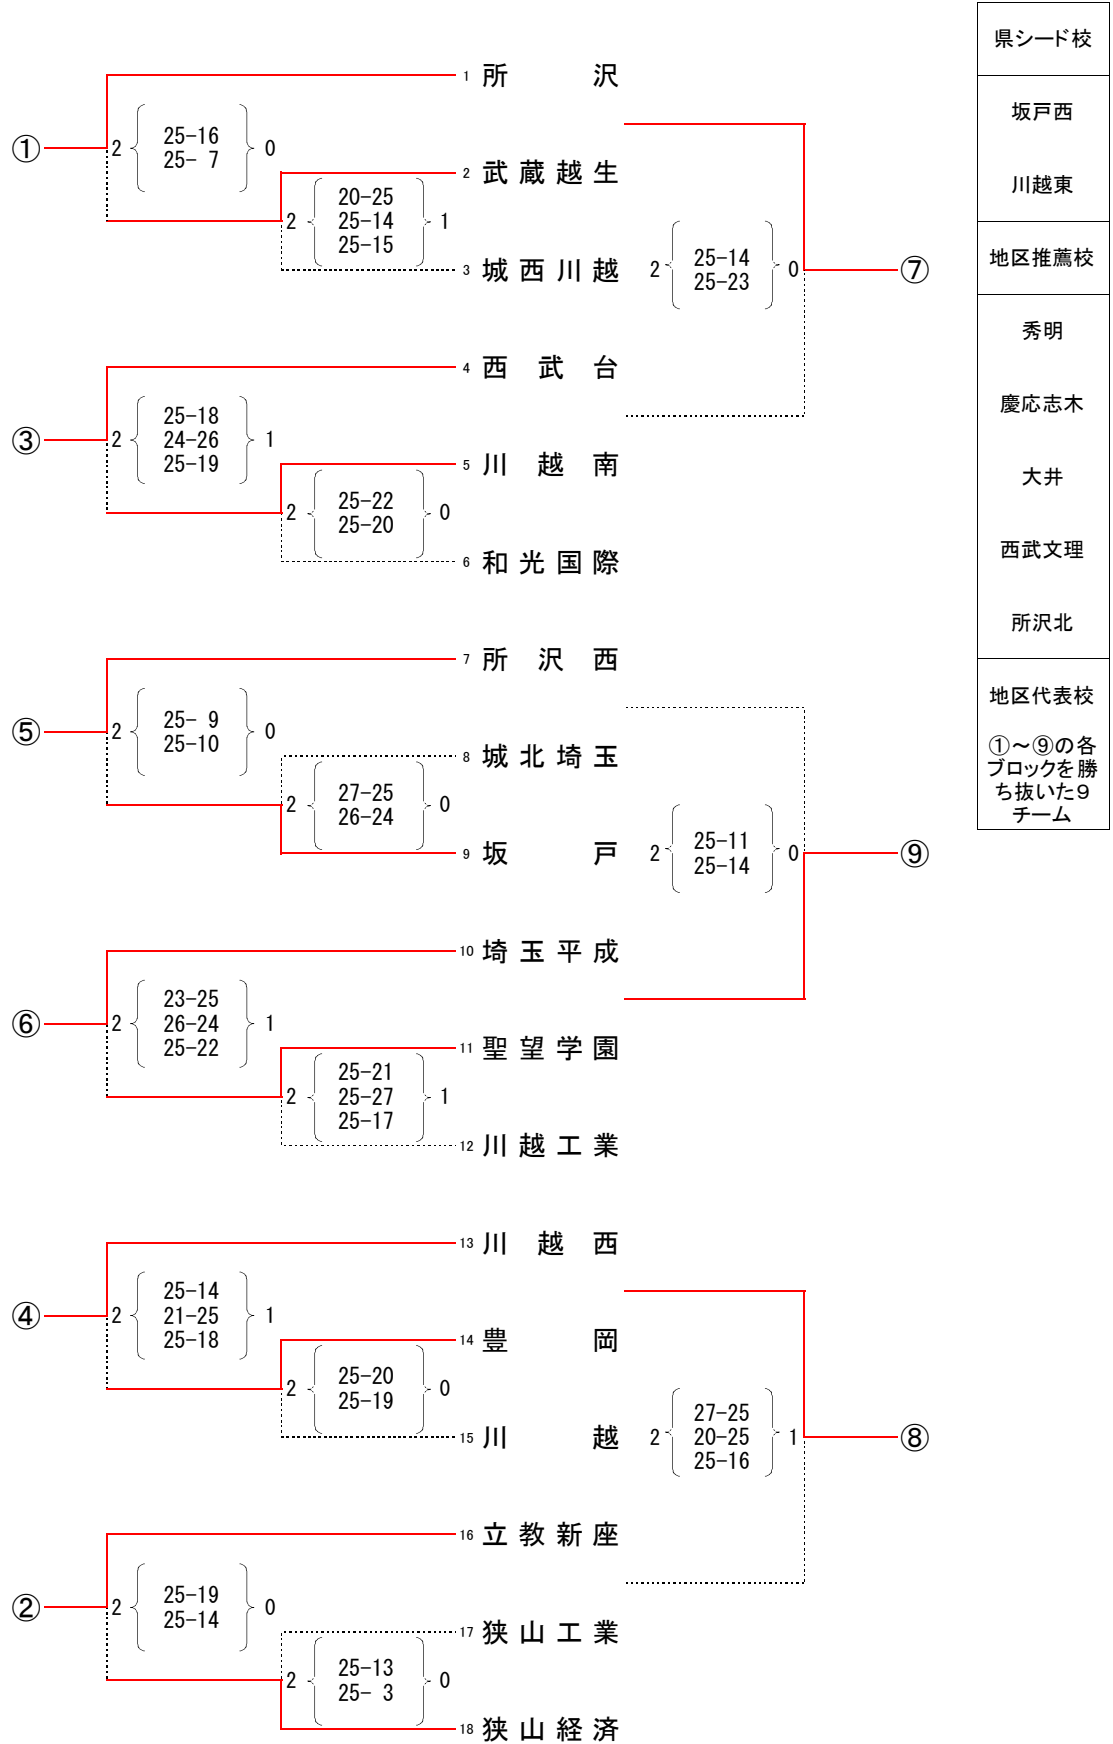 県シード校
坂戸西
川越東
地区推薦校
秀明
慶応志木
大井
西武文理
所沢北
地区代表校
①～⑨の各
ブロックを勝
ち抜いた９
チーム
1 所沢
① 2 25-16 0
25- 7
2 武蔵越生
2 20-25 1
25-14
25-15
3 城西川越
2 25-14 0 ⑦
25-23
4 西武台
③ 2 25-18 1
24-26
25-19
5 川越南
2 25-22 0
25-20
6 和光国際
7 所沢西
⑤ 2 25- 9 0
25-10
8 城北埼玉
2 27-25 0
26-24
9 坂戸
2 25-11 0 ⑨
25-14
10 埼玉平成
⑥ 2 23-25 1
26-24
25-22
11 聖望学園
2 25-21 1
25-27
25-17
12 川越工業
13 川越西
④ 2 25-14 1
21-25
25-18
14 豊岡
2 25-20 0
25-19
15 川越
2 27-25 1 ⑧
20-25
25-16
16 立教新座
② 2 25-19 0
25-14
17 狭山工業
2 25-13 0
25- 3
18 狭山経済